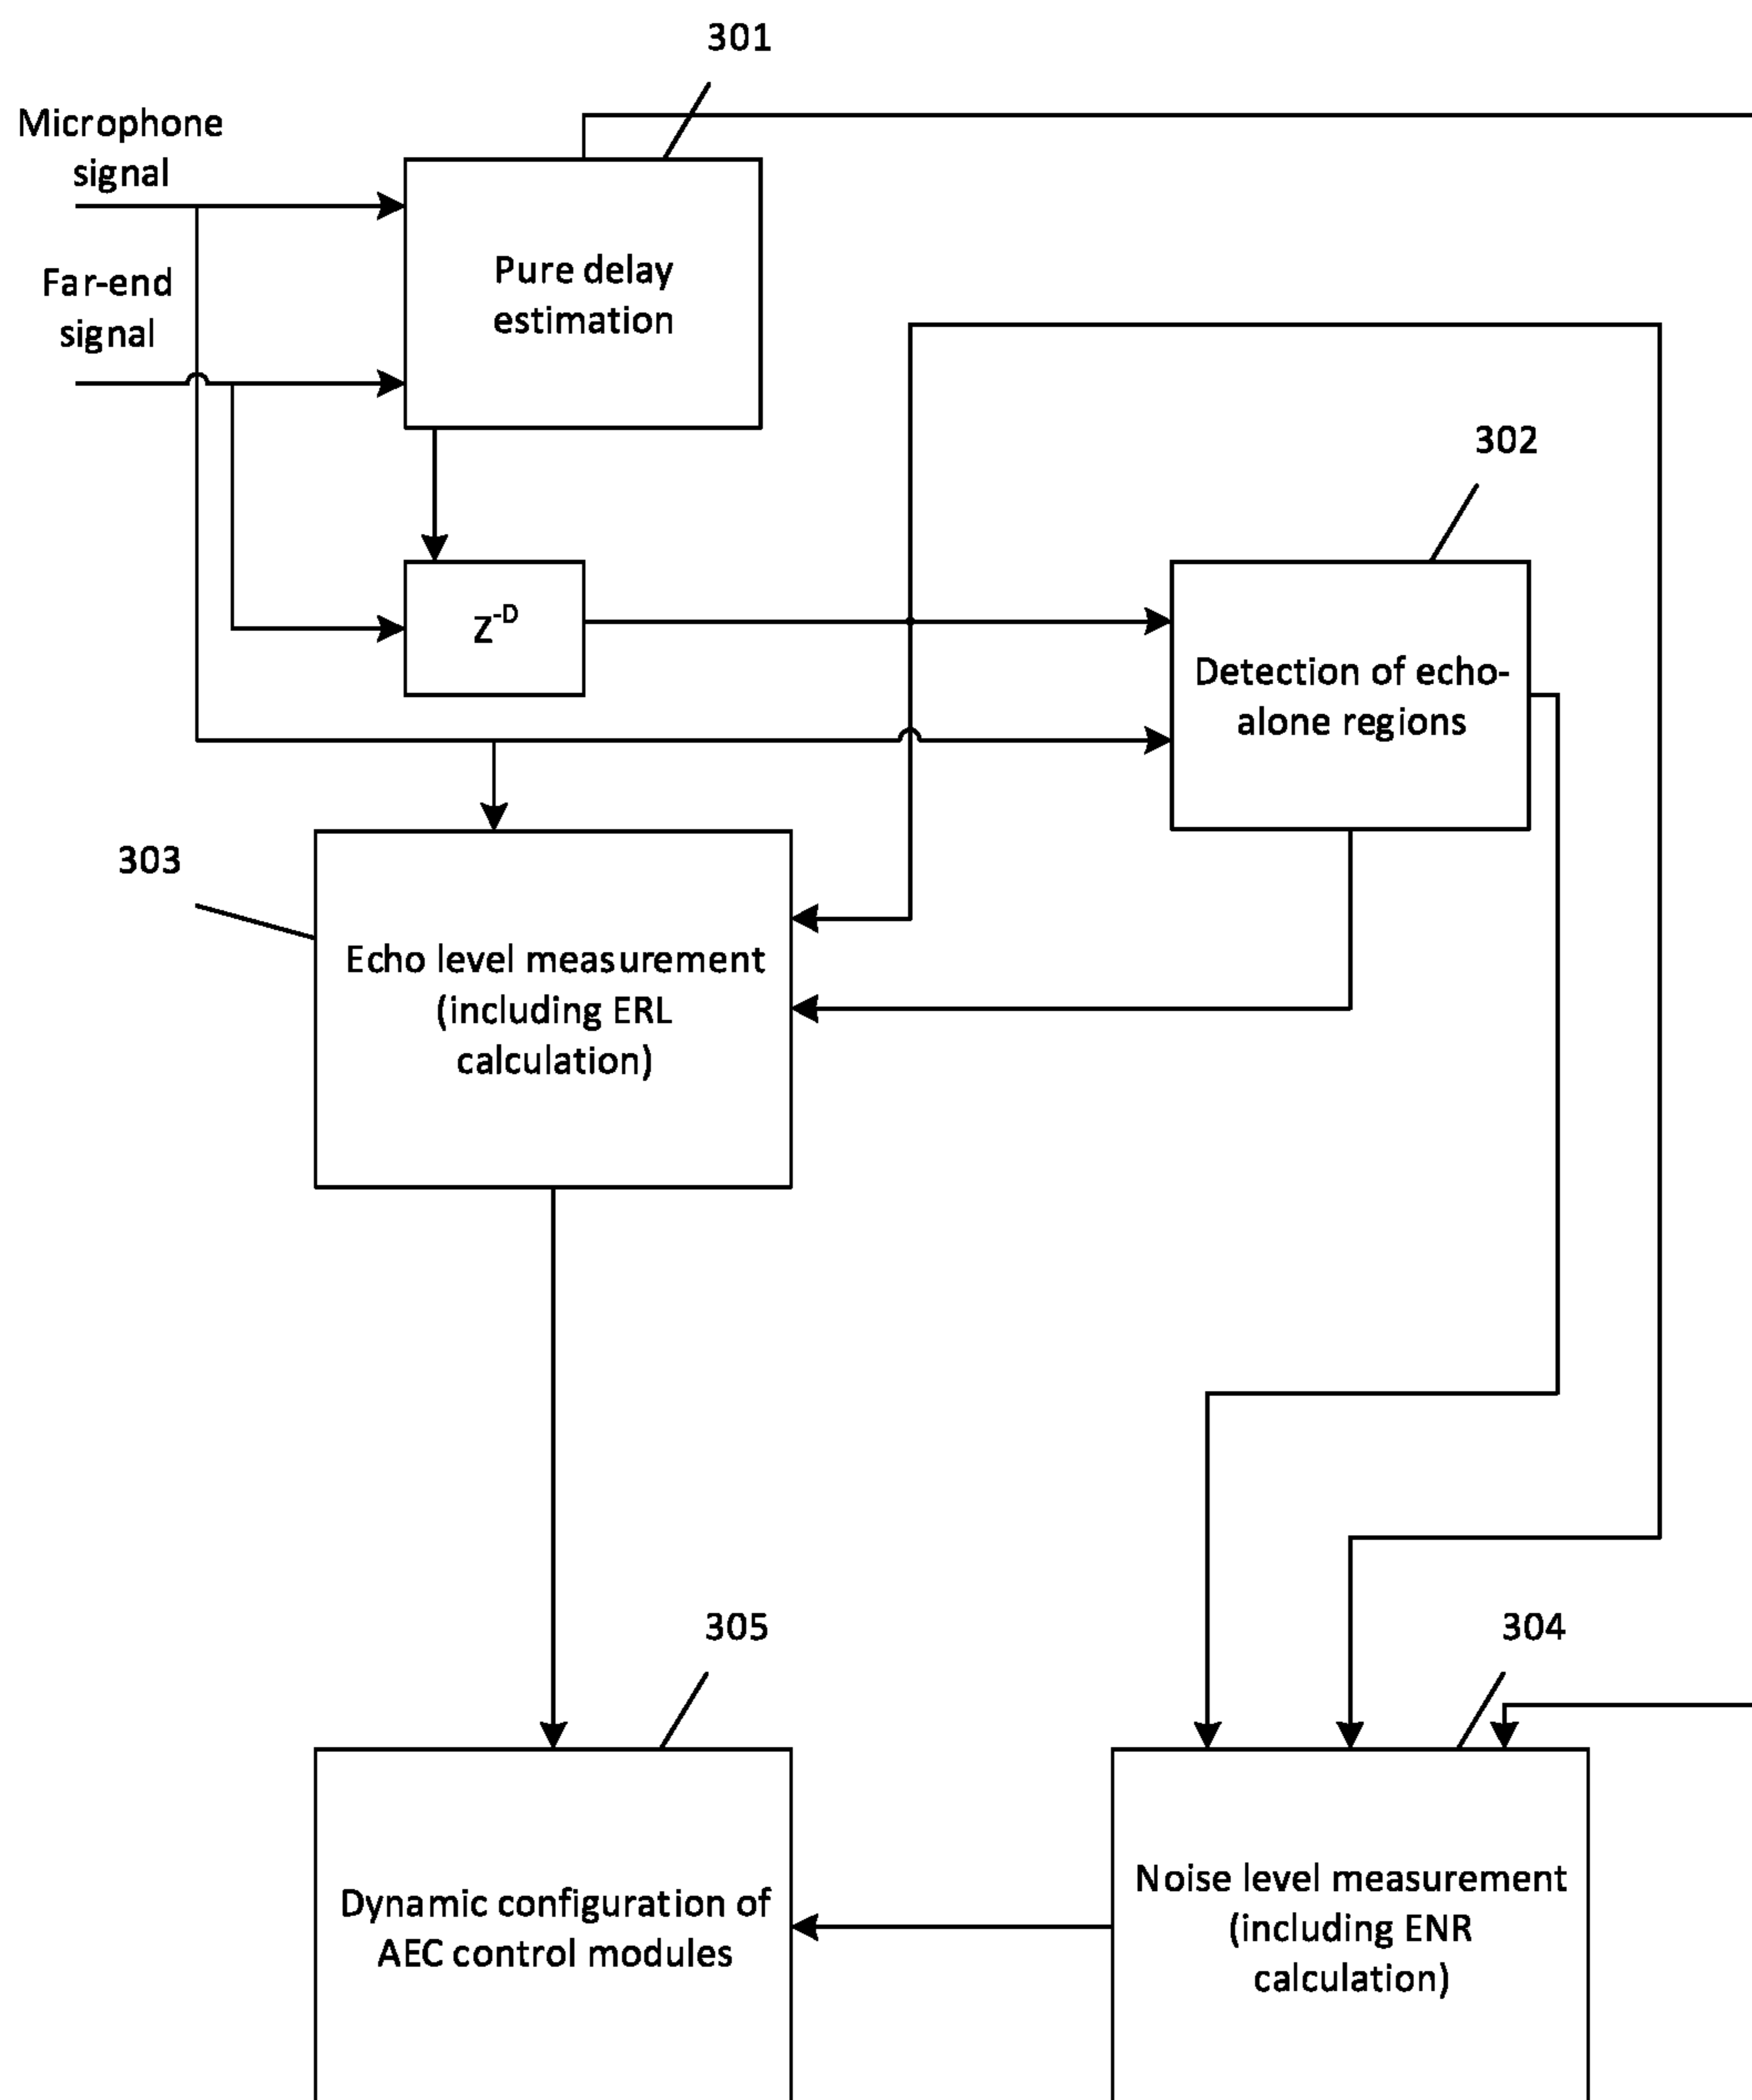 301
Microphone
signal
Far-end
signal
Pure delay
estimation
302
Z-D
Detection of echo-
alone regions
303
Echo level measurement
(including ERL
calculation)
305
304
Dynamic configuration of
AEC control modules
Noise level measurement
(including ENR
calculation)